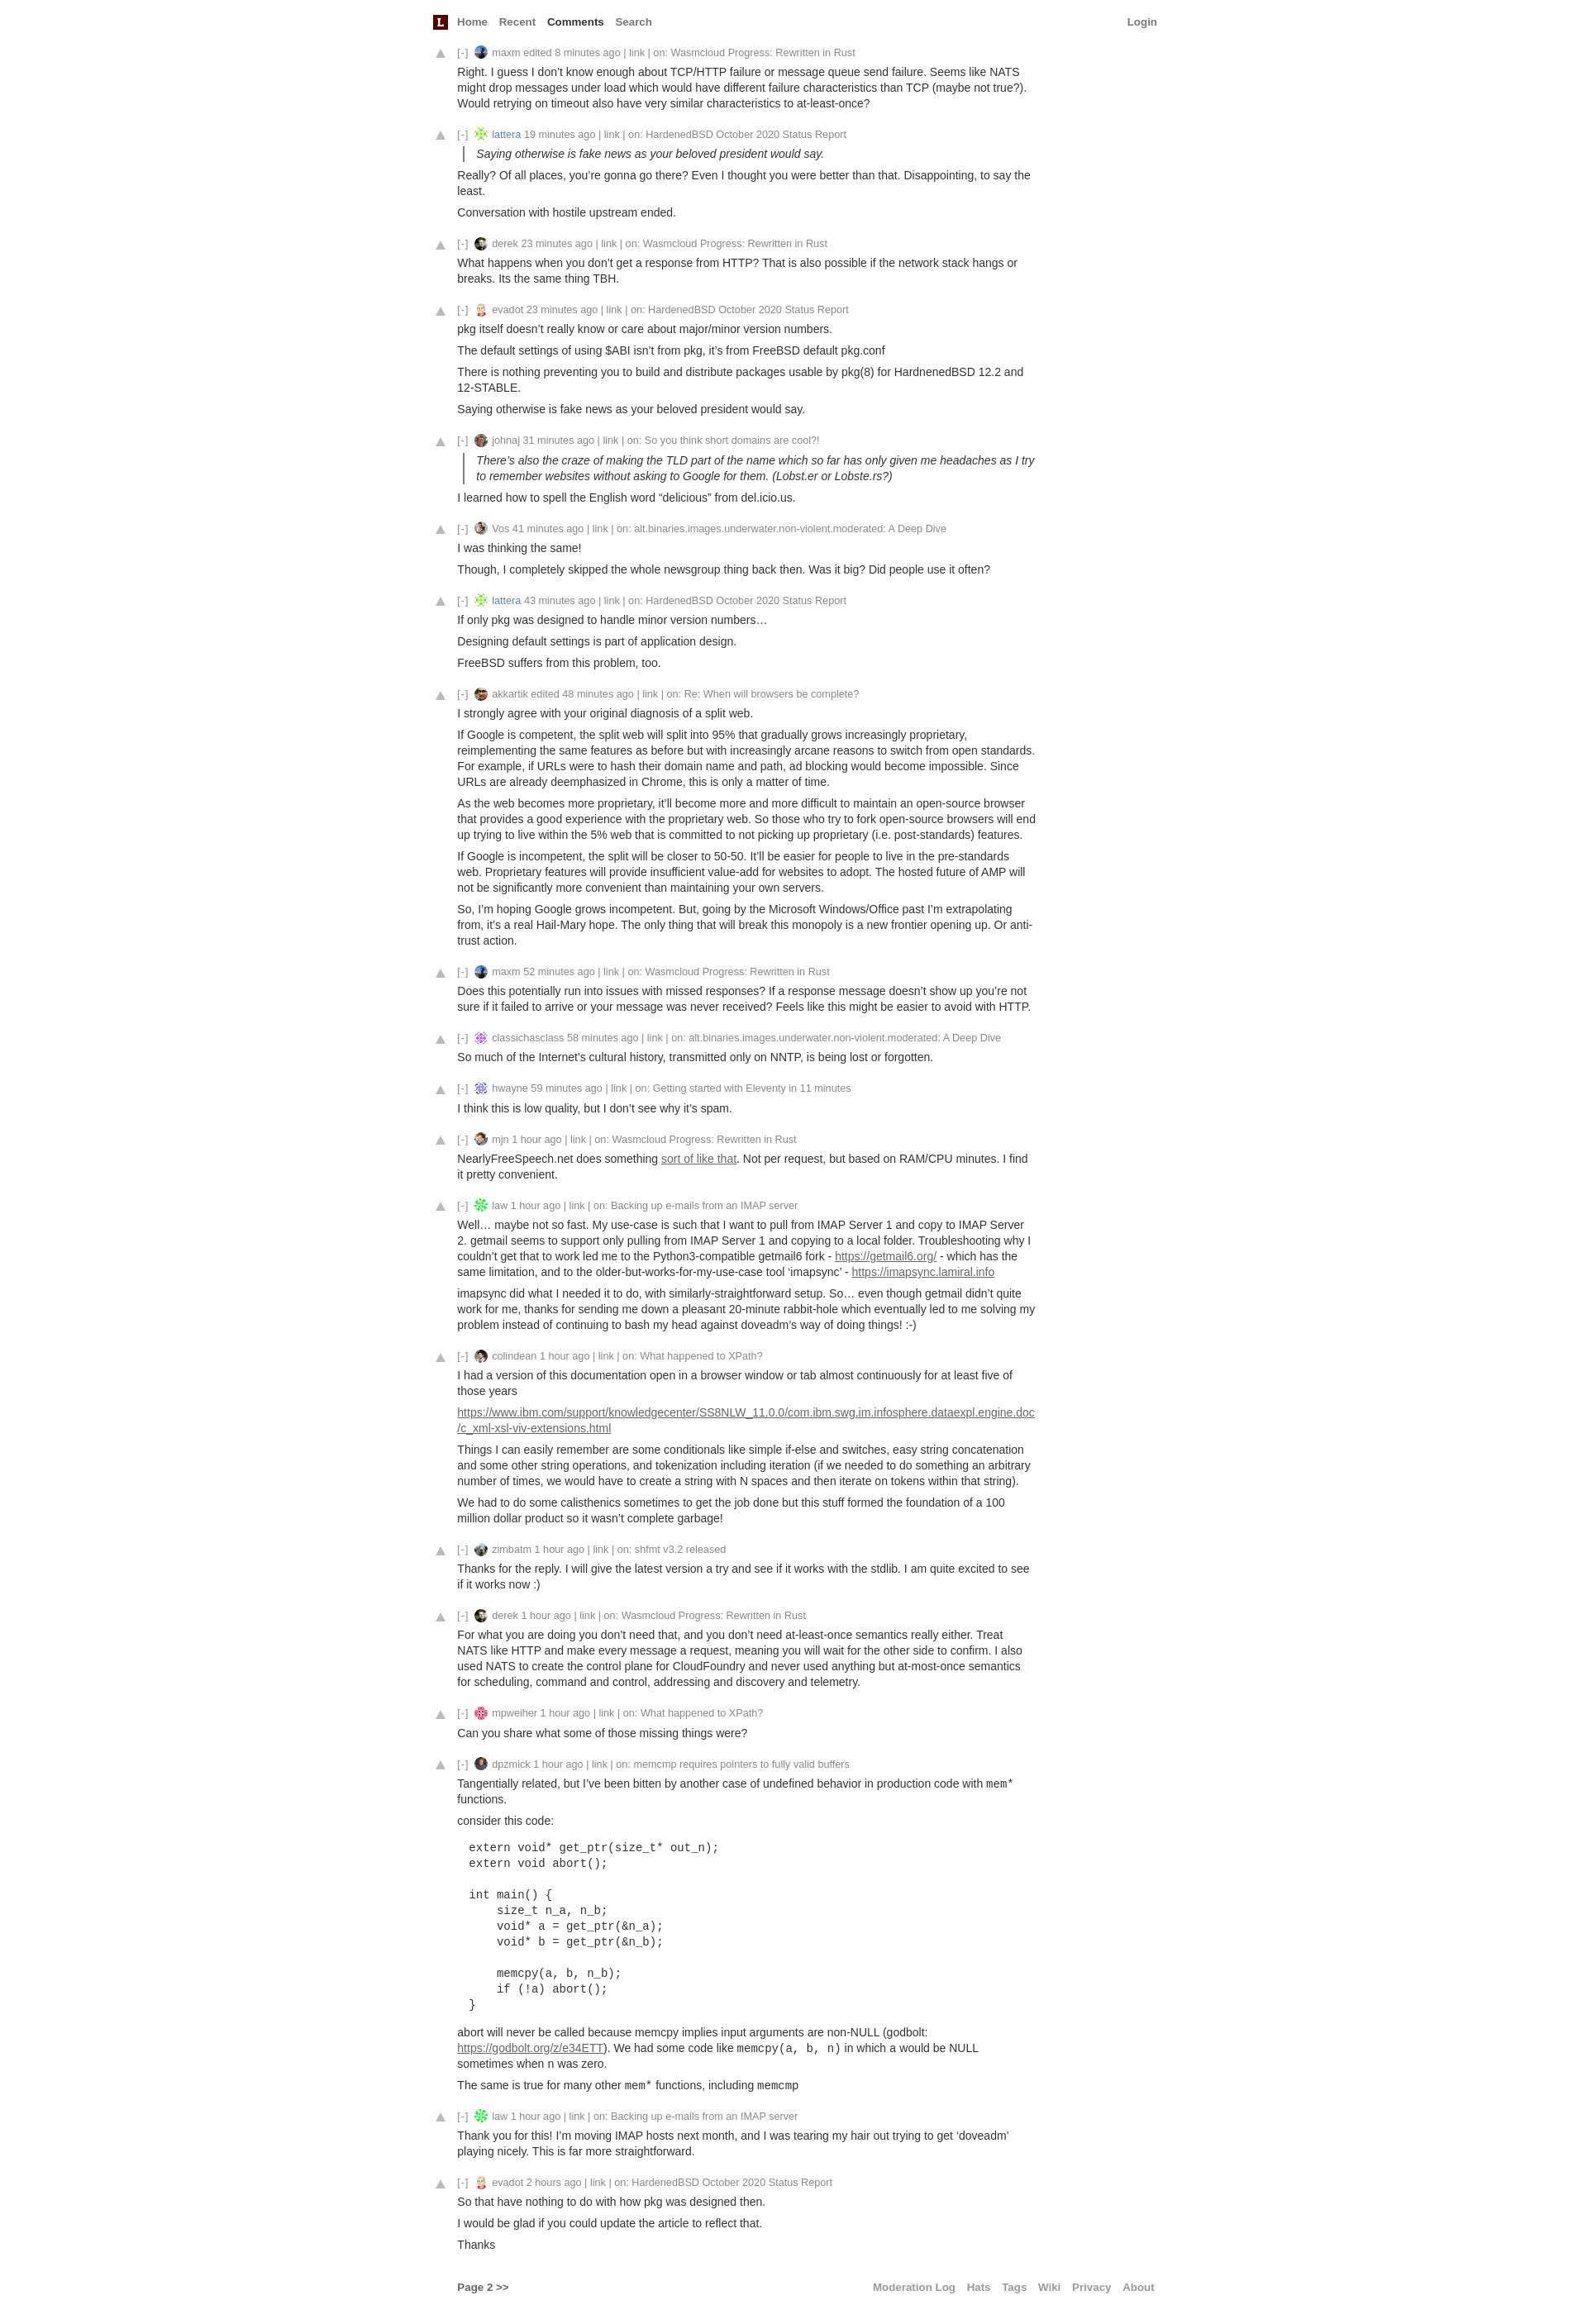 L Home Recent Comments Search Login
[-] maxm edited 8 minutes ago | link | on: Wasmcloud Progress: Rewritten in Rust
Right. I guess I don’t know enough about TCP/HTTP failure or message queue send failure. Seems like NATS
might drop messages under load which would have different failure characteristics than TCP (maybe not true?).
Would retrying on timeout also have very similar characteristics to at-least-once?
[-] lattera 19 minutes ago | link | on: HardenedBSD October 2020 Status Report
Saying otherwise is fake news as your beloved president would say.
Really? Of all places, you’re gonna go there? Even I thought you were better than that. Disappointing, to say the
least.
Conversation with hostile upstream ended.
[-] derek 23 minutes ago | link | on: Wasmcloud Progress: Rewritten in Rust
What happens when you don’t get a response from HTTP? That is also possible if the network stack hangs or
breaks. Its the same thing TBH.
[-] evadot 23 minutes ago | link | on: HardenedBSD October 2020 Status Report
pkg itself doesn’t really know or care about major/minor version numbers.
The default settings of using $ABI isn’t from pkg, it’s from FreeBSD default pkg.conf
There is nothing preventing you to build and distribute packages usable by pkg(8) for HardnenedBSD 12.2 and
12-STABLE.
Saying otherwise is fake news as your beloved president would say.
[-] johnaj 31 minutes ago | link | on: So you think short domains are cool?!
There’s also the craze of making the TLD part of the name which so far has only given me headaches as I try
to remember websites without asking to Google for them. (Lobst.er or Lobste.rs?)
I learned how to spell the English word “delicious” from del.icio.us.
[-] Vos 41 minutes ago | link | on: alt.binaries.images.underwater.non-violent.moderated: A Deep Dive
I was thinking the same!
Though, I completely skipped the whole newsgroup thing back then. Was it big? Did people use it often?
[-] lattera 43 minutes ago | link | on: HardenedBSD October 2020 Status Report
If only pkg was designed to handle minor version numbers…
Designing default settings is part of application design.
FreeBSD suffers from this problem, too.
[-] akkartik edited 48 minutes ago | link | on: Re: When will browsers be complete?
I strongly agree with your original diagnosis of a split web.
If Google is competent, the split web will split into 95% that gradually grows increasingly proprietary,
reimplementing the same features as before but with increasingly arcane reasons to switch from open standards.
For example, if URLs were to hash their domain name and path, ad blocking would become impossible. Since
URLs are already deemphasized in Chrome, this is only a matter of time.
As the web becomes more proprietary, it’ll become more and more difficult to maintain an open-source browser
that provides a good experience with the proprietary web. So those who try to fork open-source browsers will end
up trying to live within the 5% web that is committed to not picking up proprietary (i.e. post-standards) features.
If Google is incompetent, the split will be closer to 50-50. It’ll be easier for people to live in the pre-standards
web. Proprietary features will provide insufficient value-add for websites to adopt. The hosted future of AMP will
not be significantly more convenient than maintaining your own servers.
So, I’m hoping Google grows incompetent. But, going by the Microsoft Windows/Office past I’m extrapolating
from, it’s a real Hail-Mary hope. The only thing that will break this monopoly is a new frontier opening up. Or anti-
trust action.
[-] maxm 52 minutes ago | link | on: Wasmcloud Progress: Rewritten in Rust
Does this potentially run into issues with missed responses? If a response message doesn’t show up you’re not
sure if it failed to arrive or your message was never received? Feels like this might be easier to avoid with HTTP.
[-] classichasclass 58 minutes ago | link | on: alt.binaries.images.underwater.non-violent.moderated: A Deep Dive
So much of the Internet’s cultural history, transmitted only on NNTP, is being lost or forgotten.
[-] hwayne 59 minutes ago | link | on: Getting started with Eleventy in 11 minutes
I think this is low quality, but I don’t see why it’s spam.
[-] mjn 1 hour ago | link | on: Wasmcloud Progress: Rewritten in Rust
NearlyFreeSpeech.net does something sort of like that. Not per request, but based on RAM/CPU minutes. I find
it pretty convenient.
[-] law 1 hour ago | link | on: Backing up e-mails from an IMAP server
Well… maybe not so fast. My use-case is such that I want to pull from IMAP Server 1 and copy to IMAP Server
2. getmail seems to support only pulling from IMAP Server 1 and copying to a local folder. Troubleshooting why I
couldn’t get that to work led me to the Python3-compatible getmail6 fork - https://getmail6.org/ - which has the
same limitation, and to the older-but-works-for-my-use-case tool ‘imapsync’ - https://imapsync.lamiral.info
imapsync did what I needed it to do, with similarly-straightforward setup. So… even though getmail didn’t quite
work for me, thanks for sending me down a pleasant 20-minute rabbit-hole which eventually led to me solving my
problem instead of continuing to bash my head against doveadm’s way of doing things! :-)
[-] colindean 1 hour ago | link | on: What happened to XPath?
I had a version of this documentation open in a browser window or tab almost continuously for at least five of
those years
https://www.ibm.com/support/knowledgecenter/SS8NLW_11.0.0/com.ibm.swg.im.infosphere.dataexpl.engine.doc
/c_xml-xsl-viv-extensions.html
Things I can easily remember are some conditionals like simple if-else and switches, easy string concatenation
and some other string operations, and tokenization including iteration (if we needed to do something an arbitrary
number of times, we would have to create a string with N spaces and then iterate on tokens within that string).
We had to do some calisthenics sometimes to get the job done but this stuff formed the foundation of a 100
million dollar product so it wasn’t complete garbage!
[-] zimbatm 1 hour ago | link | on: shfmt v3.2 released
Thanks for the reply. I will give the latest version a try and see if it works with the stdlib. I am quite excited to see
if it works now :)
[-] derek 1 hour ago | link | on: Wasmcloud Progress: Rewritten in Rust
For what you are doing you don’t need that, and you don’t need at-least-once semantics really either. Treat
NATS like HTTP and make every message a request, meaning you will wait for the other side to confirm. I also
used NATS to create the control plane for CloudFoundry and never used anything but at-most-once semantics
for scheduling, command and control, addressing and discovery and telemetry.
[-] mpweiher 1 hour ago | link | on: What happened to XPath?
Can you share what some of those missing things were?
[-] dpzmick 1 hour ago | link | on: memcmp requires pointers to fully valid buffers
Tangentially related, but I’ve been bitten by another case of undefined behavior in production code with mem*
functions.
consider this code:
extern void* get_ptr(size_t* out_n);
extern void abort();
int main() {
size_t n_a, n_b;
void* a = get_ptr(&n_a);
void* b = get_ptr(&n_b);
memcpy(a, b, n_b);
if (!a) abort();
}
abort will never be called because memcpy implies input arguments are non-NULL (godbolt:
https://godbolt.org/z/e34ETT). We had some code like memcpy(a, b, n) in which a would be NULL
sometimes when n was zero.
The same is true for many other mem* functions, including memcmp
[-] law 1 hour ago | link | on: Backing up e-mails from an IMAP server
Thank you for this! I’m moving IMAP hosts next month, and I was tearing my hair out trying to get ‘doveadm’
playing nicely. This is far more straightforward.
[-] evadot 2 hours ago | link | on: HardenedBSD October 2020 Status Report
So that have nothing to do with how pkg was designed then.
I would be glad if you could update the article to reflect that.
Thanks
Page 2 >> Moderation Log Hats Tags Wiki Privacy About